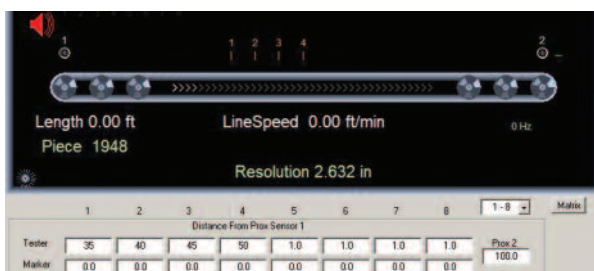 1 1 2 3 4 2
Length 0.00 ft LineSpeed 0.00 ft/min 0 Hz
Piece 1948
Resolution 2.632 in
1 2 3 4 5 6 7 8 1 - 8 Matrix
Distance From Prox Sensor 1
Tester 35 40 45 50 1.0 1.0 1.0 1.0 Prox 2
100.0
Marker 0.0 0.0 0.0 0.0 0.0 0.0 0.0 0.0